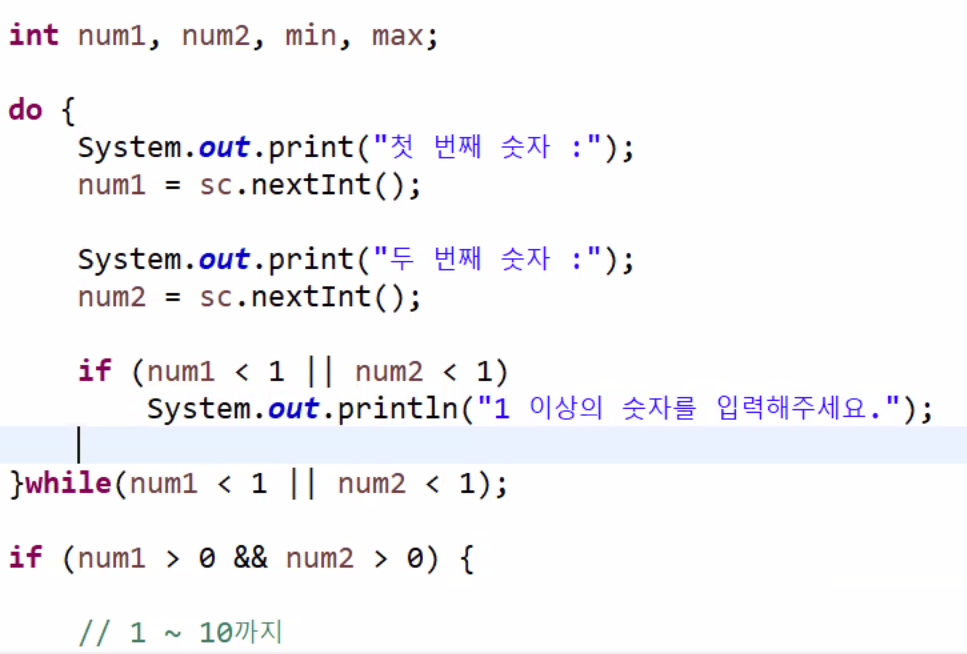 int num1, num2, min, max;
do {
System.out.print("첫 번째 숫자 :");
num1 = sc.nextInt();
System.out.print("두 번째 숫자 :");
num2 = sc.nextInt();
if (num1 < 1 || num2 < 1)
System.out.println("1 이상의 숫자를 입력해주세요.");
}while(num1 < 1 || num2 < 1);
if (num1 > 0 && num2 > 0) {
// 1 ~ 10까지